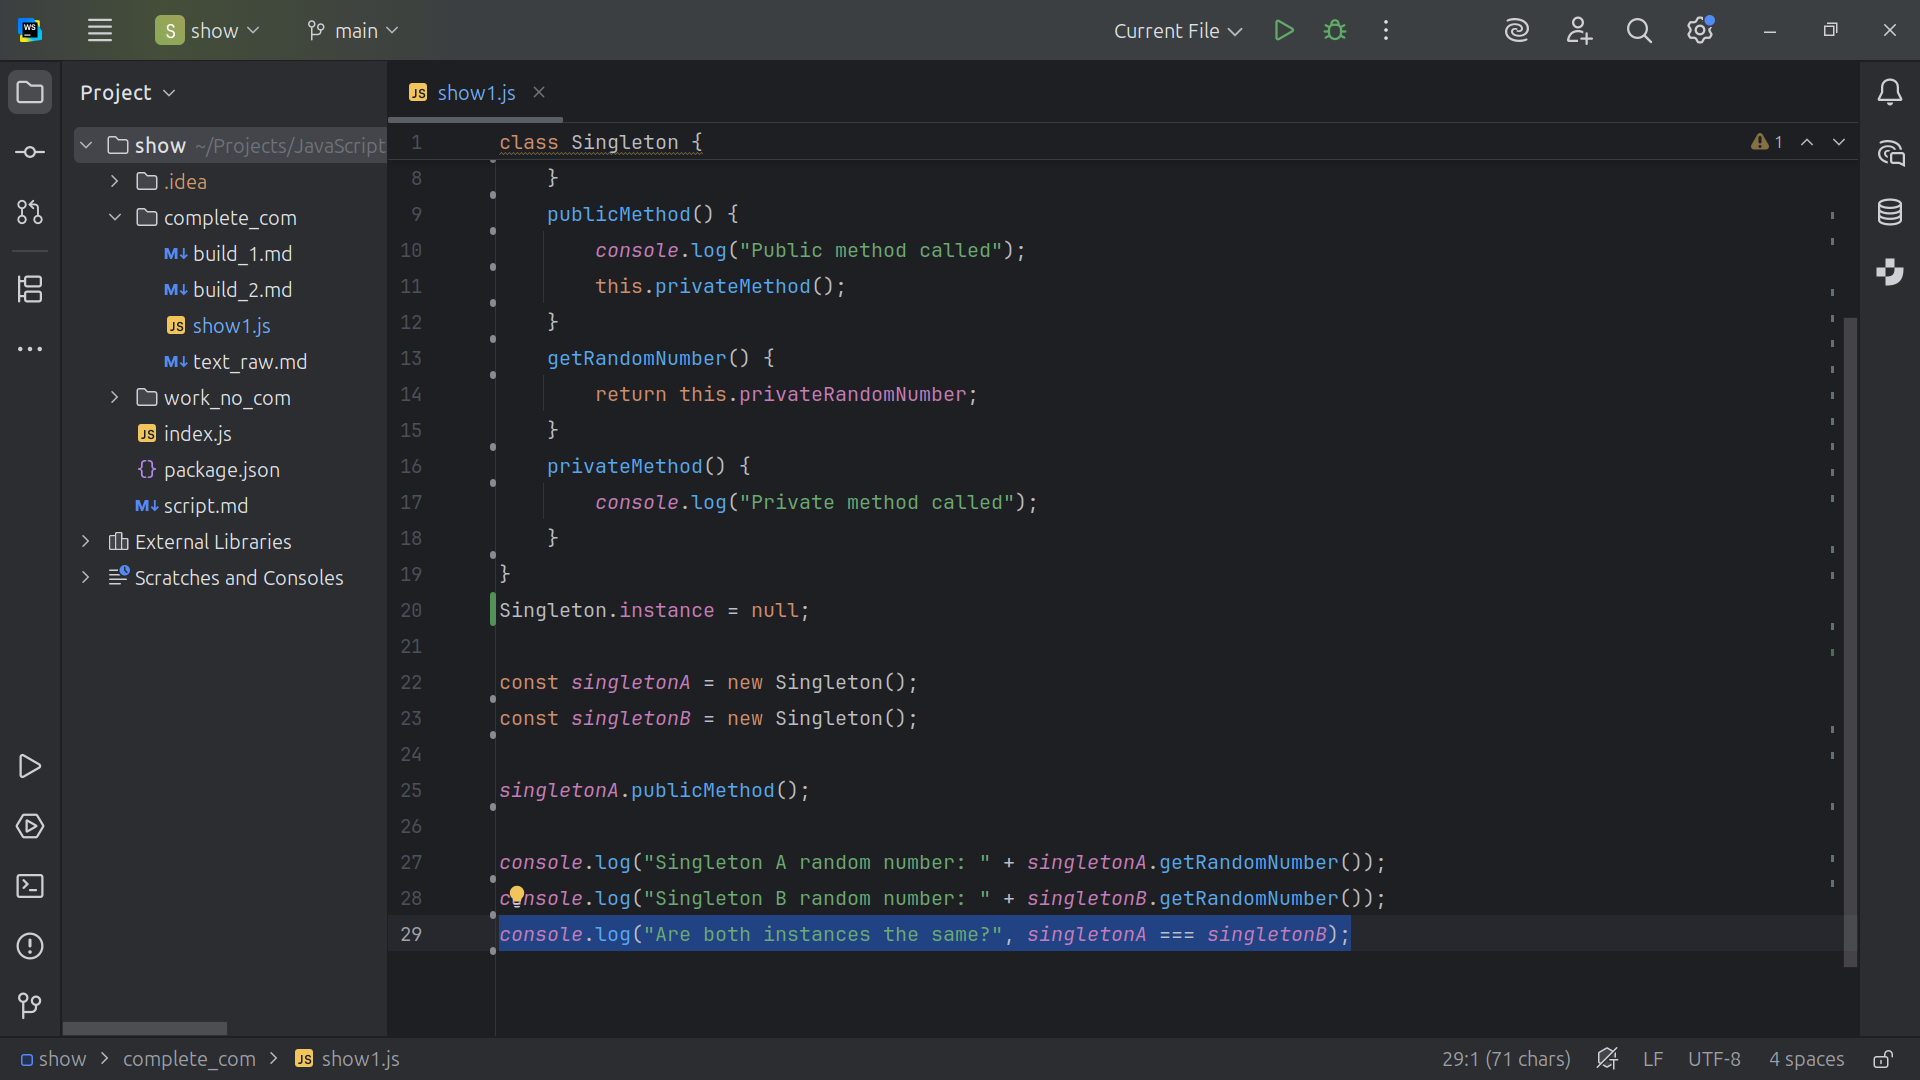 WS
S show
main
Current File
Project
show ~/Projects/JavaScript
.idea
complete_com
M↓ build_1.md
M↓ build_2.md
JS show1.js
M↓ text_raw.md
work_no_com
JS index.js
{} package.json
M↓ script.md
External Libraries
Scratches and Consoles
JS show1.js
1 class Singleton {
1
8 }
9 publicMethod() {
10 console.log("Public method called");
11 this.privateMethod();
12 }
13 getRandomNumber() {
14 return this.privateRandomNumber;
15 }
16 privateMethod() {
17 console.log("Private method called");
18 }
19 }
20 Singleton.instance = null;
21
22 const singletonA = new Singleton();
23 const singletonB = new Singleton();
24
25 singletonA.publicMethod();
26
27 console.log("Singleton A random number: " + singletonA.getRandomNumber());
28 console.log("Singleton B random number: " + singletonB.getRandomNumber());
29 console.log("Are both instances the same?", singletonA === singletonB);
show > complete_com > JS show1.js
29:1 (71 chars) LF UTF-8 4 spaces